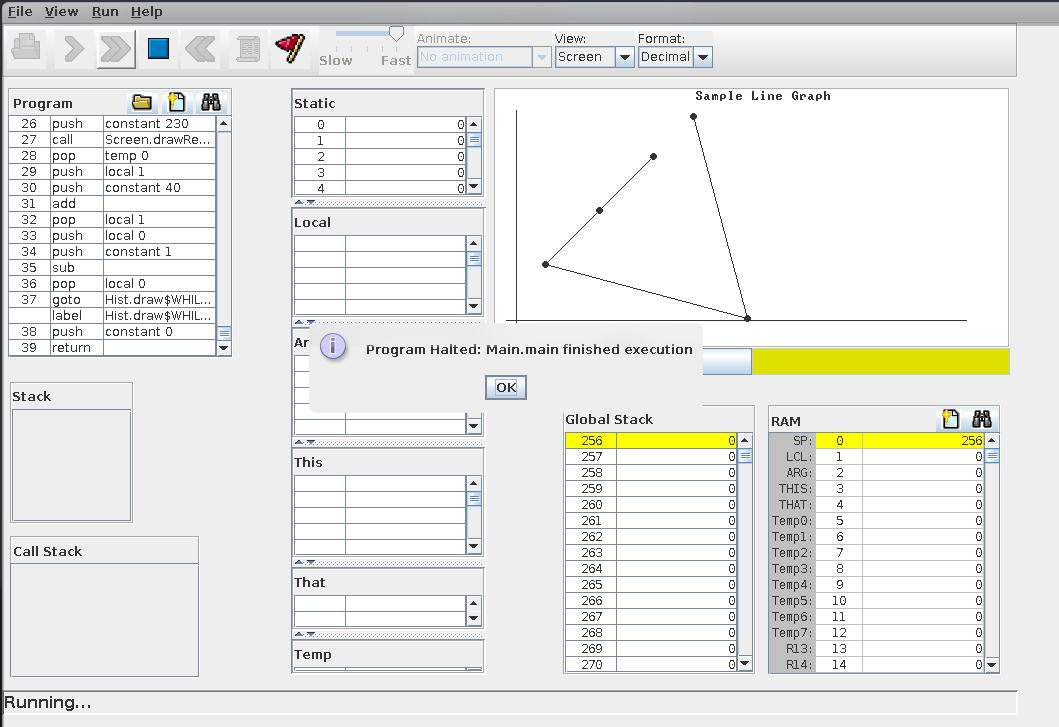 File View Run Help
Slow Fast
Animate:
No animation
View:
Screen
Format:
Decimal
Program
26 push constant 230
27 call Screen.drawRe...
28 pop temp 0
29 push local 1
30 push constant 40
31 add
32 pop local 1
33 push local 0
34 push constant 1
35 sub
36 pop local 0
37 goto Hist.draw$WHIL...
label Hist.draw$WHIL...
38 push constant 0
39 return
Stack
Call Stack
Static
0 0
1 0
2 0
3 0
4 0
Local
Ar
This
That
Temp
Sample Line Graph
Program Halted: Main.main finished execution
OK
Global Stack
256 0
257 0
258 0
259 0
260 0
261 0
262 0
263 0
264 0
265 0
266 0
267 0
268 0
269 0
270 0
RAM
SP: 0 256
LCL: 1 0
ARG: 2 0
THIS: 3 0
THAT: 4 0
Temp0: 5 0
Temp1: 6 0
Temp2: 7 0
Temp3: 8 0
Temp4: 9 0
Temp5: 10 0
Temp6: 11 0
Temp7: 12 0
R13: 13 0
R14: 14 0
Running...